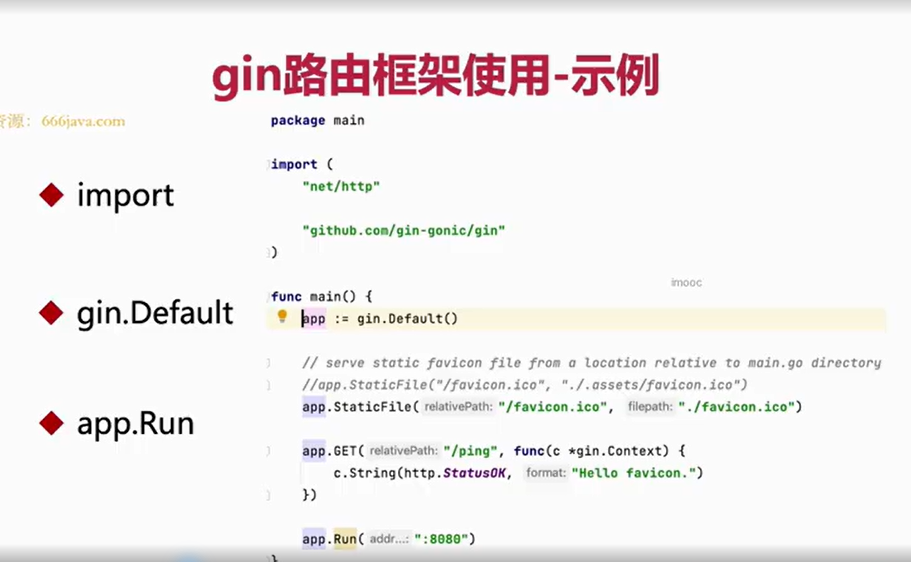 gin路由框架使用-示例
资源：666java.com
import
gin.Default
app.Run
package main
import (
"net/http"
"github.com/gin-gonic/gin"
)
imooc
func main() {
app := gin.Default()
// serve static favicon file from a location relative to main.go directory
//app.StaticFile("/favicon.ico", "./.assets/favicon.ico")
app.StaticFile( relativePath: "/favicon.ico", filepath: "./favicon.ico")
app.GET( relativePath: "/ping", func(c *gin.Context) {
c.String(http.StatusOK, format: "Hello favicon.")
})
app.Run( addr...: ":8080")
}